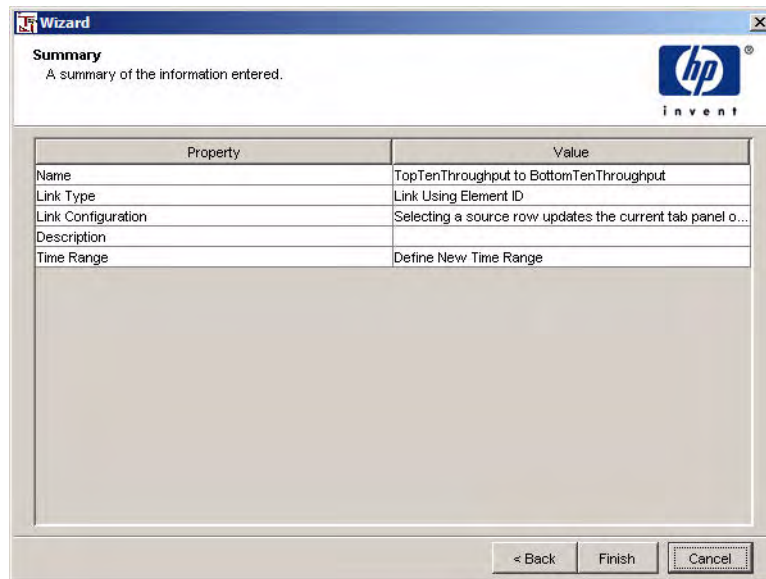 Wizard
Summary
A summary of the information entered.
hp
®
invent
Property Value
Name TopTenThroughput to BottomTenThroughput
Link Type Link Using Element ID
Link Configuration Selecting a source row updates the current tab panel o...
Description
Time Range Define New Time Range
< Back Finish Cancel